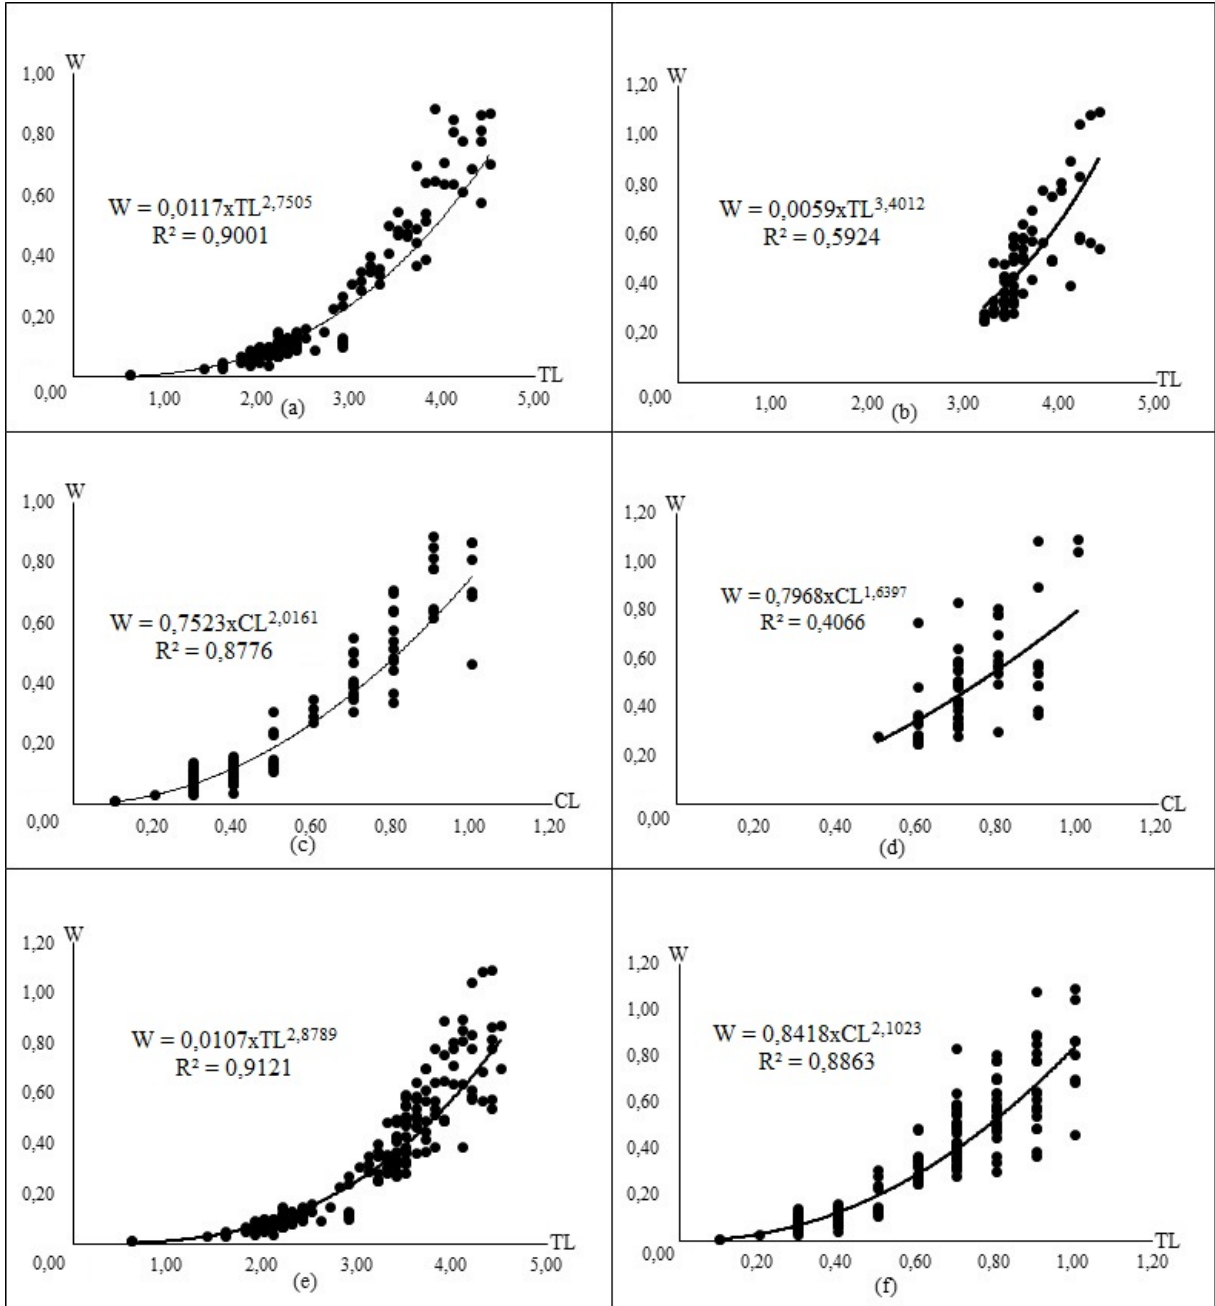 W
1,00
0,80
0,60
0,40
0,20
0,00
W = 0,0117xTL2,7505
R² = 0,9001
1,00 2,00 3,00 4,00 5,00
TL
(a)
W
1,20
1,00
0,80
0,60
0,40
0,20
0,00
W = 0,0059xTL3,4012
R² = 0,5924
1,00 2,00 3,00 4,00 5,00
TL
(b)
W
1,00
0,80
0,60
0,40
0,20
0,00
W = 0,7523xCL2,0161
R² = 0,8776
0,20 0,40 0,60 0,80 1,00 1,20
CL
(c)
W
1,20
1,00
0,80
0,60
0,40
0,20
0,00
W = 0,7968xCL1,6397
R² = 0,4066
0,20 0,40 0,60 0,80 1,00 1,20
CL
(d)
W
1,20
1,00
0,80
0,60
0,40
0,20
0,00
W = 0,0107xTL2,8789
R² = 0,9121
1,00 2,00 3,00 4,00 5,00
TL
(e)
W
1,20
1,00
0,80
0,60
0,40
0,20
0,00
W = 0,8418xCL2,1023
R² = 0,8863
0,20 0,40 0,60 0,80 1,00 1,20
TL
(f)